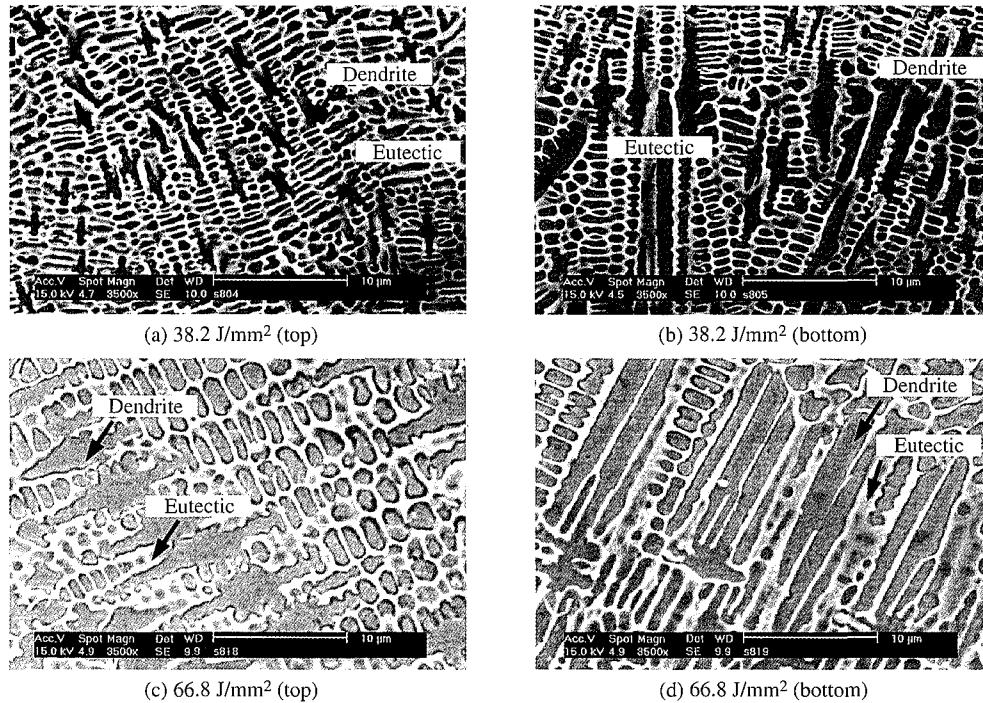 Dendrite
Eutectic
Acc.V Spot Magn Det WD 10 µm
15.0 kV 4.7 3500x SE 10.0 s804
(a) 38.2 J/mm² (top)
Dendrite
Eutectic
Acc.V Spot Magn Det WD 10 µm
15.0 kV 4.5 3500x SE 10.0 s805
(b) 38.2 J/mm² (bottom)
Dendrite
Eutectic
Acc.V Spot Magn Det WD 10 µm
15.0 kV 4.9 3500x SE 9.9 s818
(c) 66.8 J/mm² (top)
Dendrite
Eutectic
Acc.V Spot Magn Det WD 10 µm
15.0 kV 4.9 3500x SE 9.9 s819
(d) 66.8 J/mm² (bottom)